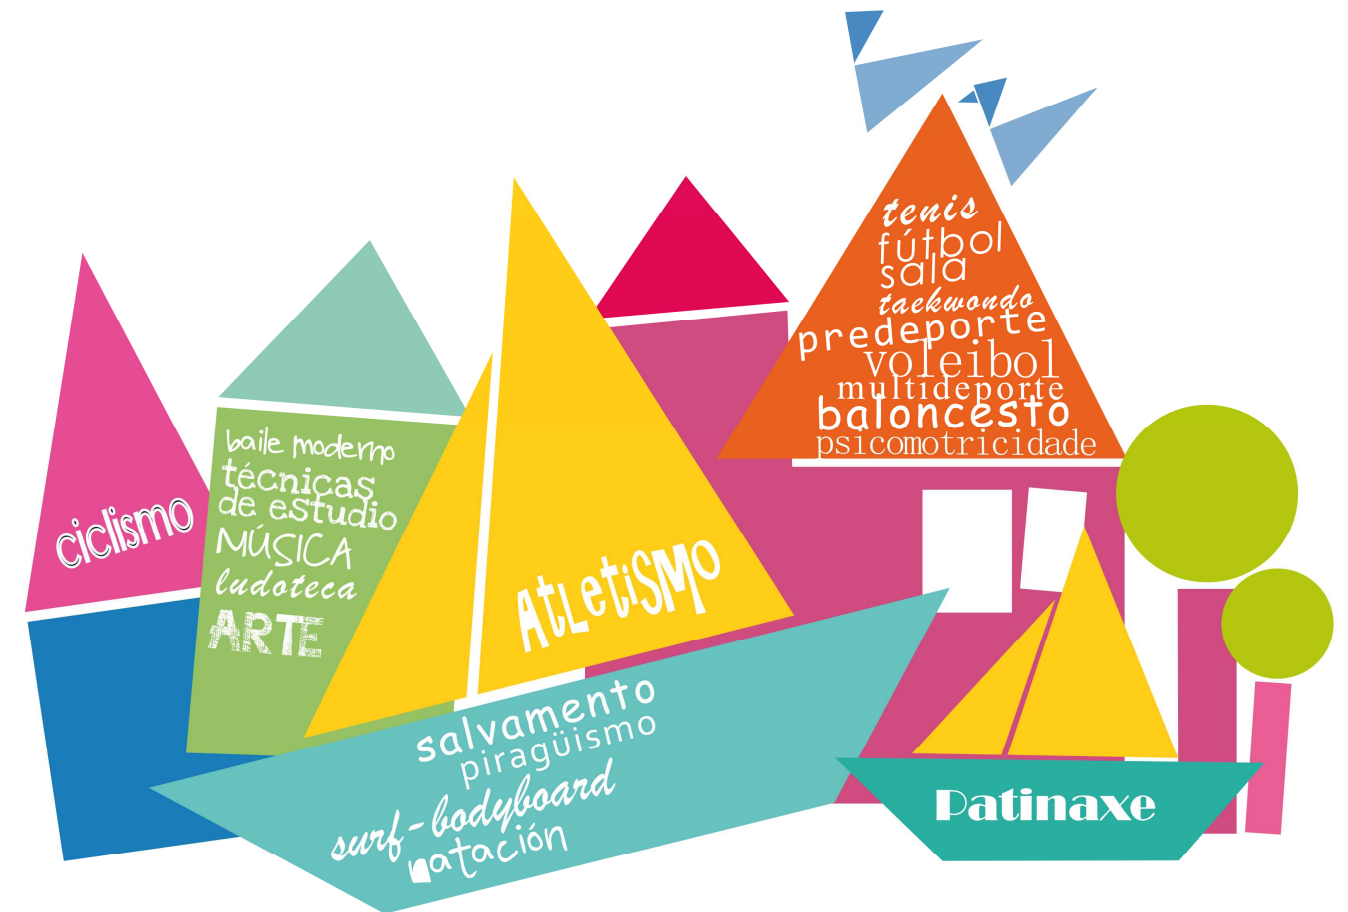 tenis
fútbol
sala
taekwondo
predeporte
voleibol
multideporte
baloncesto
psicomotricidade
ciclismo
baile moderno
técnicas
de estudio
MÚSICA
ludoteca
ARTE
AtLetiSMo
salvamento
piragüismo
surf-bodyboard
natación
Patinaxe